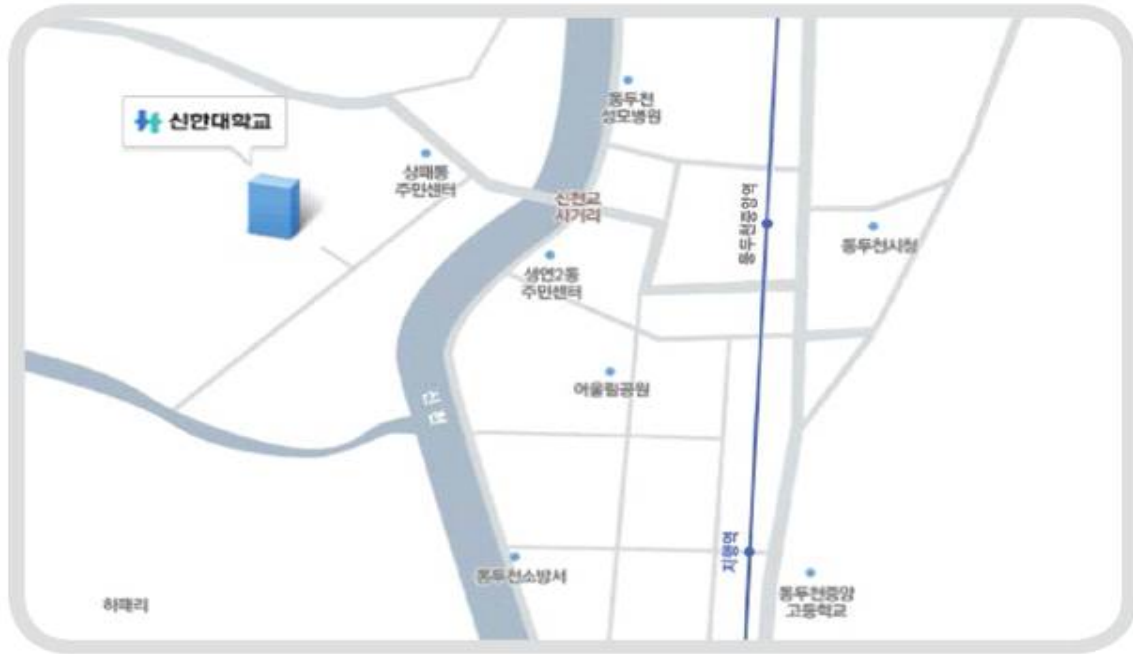 신한대학교
동두천
성모병원
상패동
주민센터
신천교
사거리
동두천중앙역
동두천시청
생연2동
주민센터
어울림공원
신천
지행역
동두천소방서
동두천중앙
고등학교
하패리